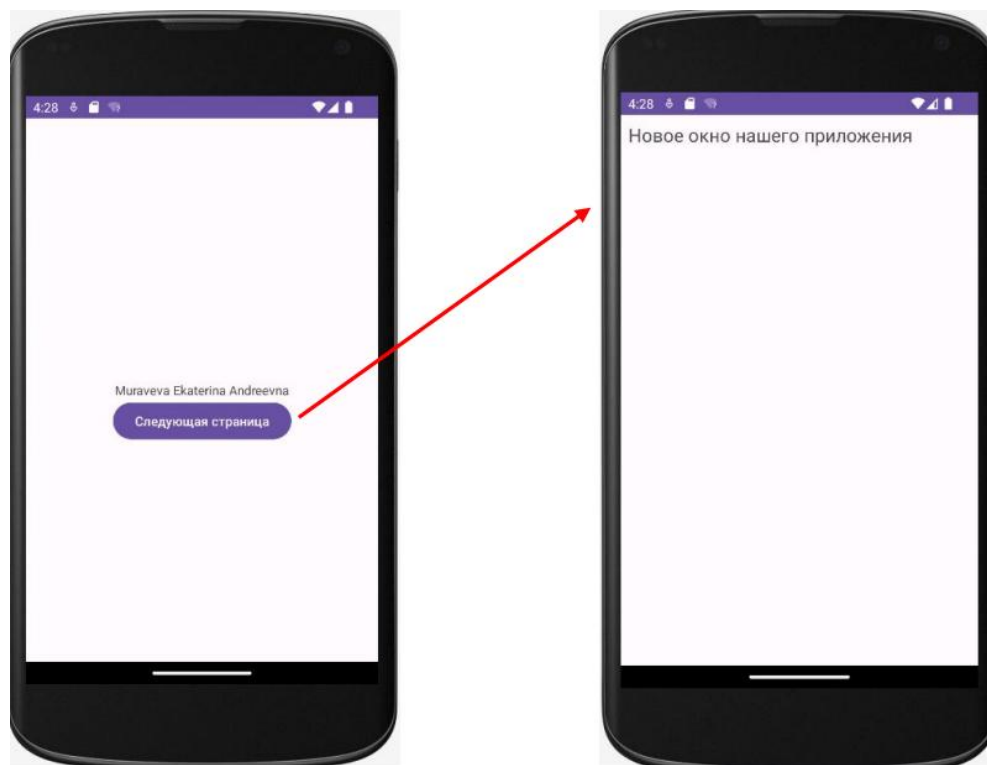 4:28
Muraveva Ekaterina Andreevna
Следующая страница
4:28
Новое окно нашего приложения